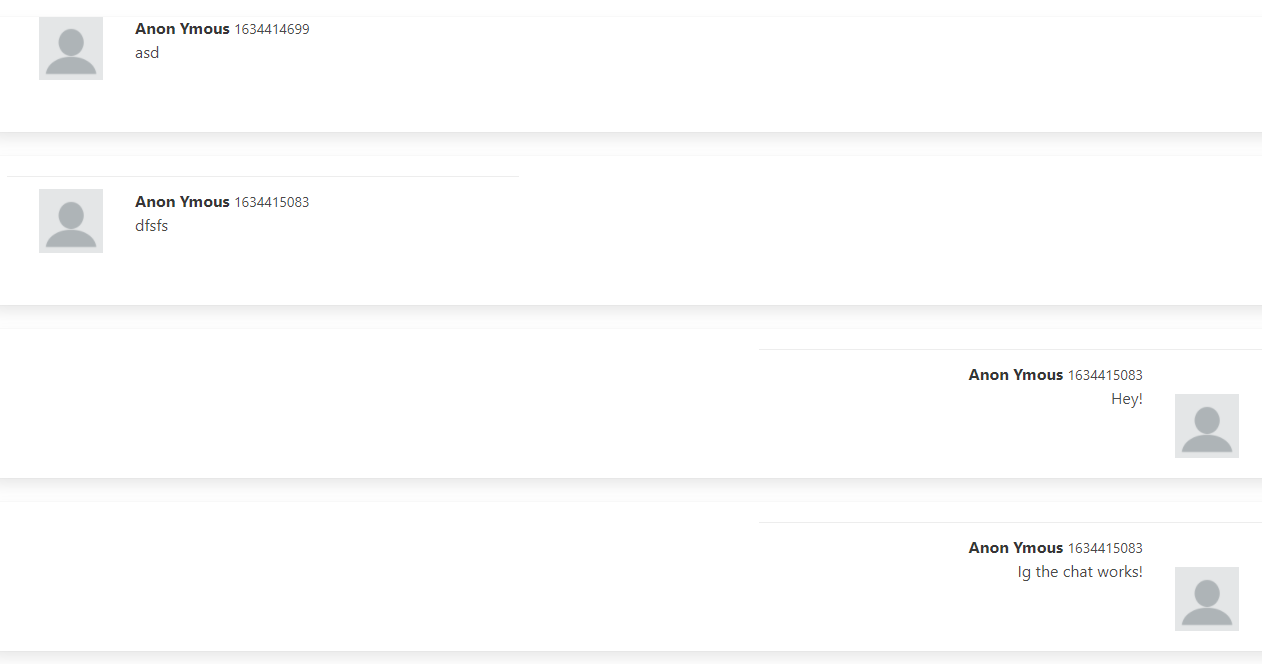 Anon Ymous 1634414699
asd
Anon Ymous 1634415083
dfsfs
Anon Ymous 1634415083
Hey!
Anon Ymous 1634415083
Ig the chat works!